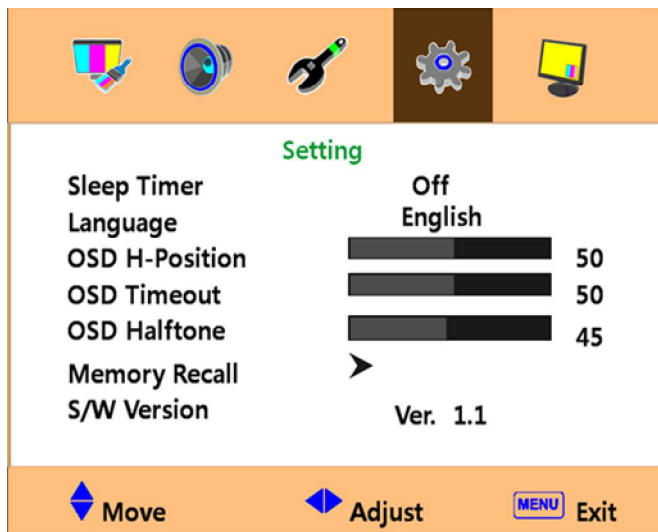 Setting
Sleep Timer Off
Language English
OSD H-Position 50
OSD Timeout 50
OSD Halftone 45
Memory Recall
S/W Version Ver. 1.1
Move Adjust MENU Exit